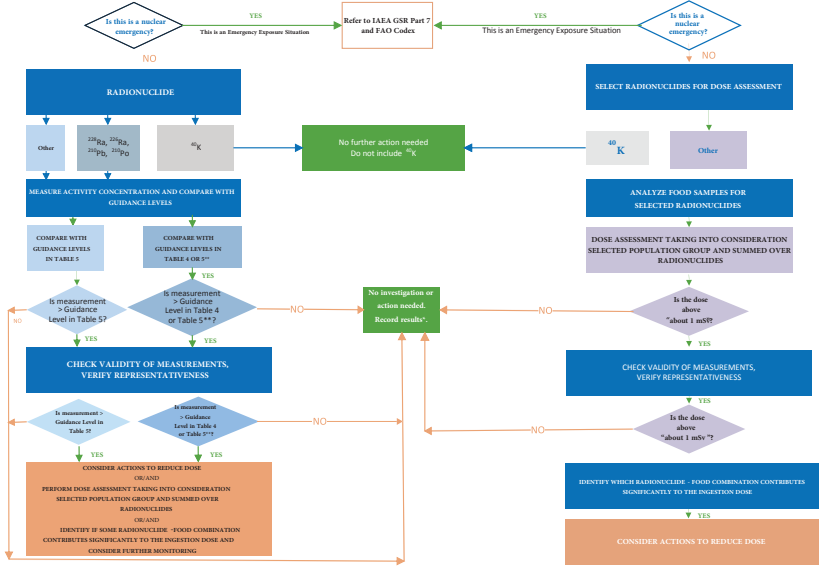 Is this a nuclear
emergency?
YES
This is an Emergency Exposure Situation
Refer to IAEA GSR Part 7
and FAO Codex
YES
This is an Emergency Exposure Situation
Is this is a
nuclear
emergency?
NO
NO
RADIONUCLIDE
SELECT RADIONUCLIDES FOR DOSE ASSESSMENT
Other
²²⁸Ra, ²²⁶Ra,
²¹⁰Pb, ²¹⁰Po
⁴⁰K
No further action needed
Do not include ⁴⁰K
⁴⁰K
Other
MEASURE ACTIVITY CONCENTRATION AND COMPARE WITH
GUIDANCE LEVELS
ANALYZE FOOD SAMPLES FOR
SELECTED RADIONUCLIDES
COMPARE WITH
GUIDANCE LEVELS
IN TABLE 5
COMPARE WITH
GUIDANCE LEVELS IN
TABLE 4 OR 5**
DOSE ASSESSMENT TAKING INTO CONSIDERATION
SELECTED POPULATION GROUP AND SUMMED OVER
RADIONUCLIDES
YES
Is measurement
> Guidance
Level in Table 5?
Is measurement
> Guidance
Level in Table 4
or Table 5**?
NO
NO
No investigation or
action needed.
Record results*.
NO
Is the dose
above
"about 1 mSv?
YES
YES
YES
CHECK VALIDITY OF MEASUREMENTS,
VERIFY REPRESENTATIVENESS
CHECK VALIDITY OF MEASUREMENTS,
VERIFY REPRESENTATIVENESS
YES
Is measurement >
Guidance Level in
Table 5?
Is measurement
> Guidance
Level in Table 4
or Table 5**?
NO
NO
Is the dose
above
"about 1 mSv"?
YES
YES
CONSIDER ACTIONS TO REDUCE DOSE
OR/AND
PERFORM DOSE ASSESSMENT TAKING INTO CONSIDERATION
SELECTED POPULATION GROUP AND SUMMED OVER
RADIONUCLIDES
OR/AND
IDENTIFY IF SOME RADIONUCLIDE -FOOD COMBINATION
CONTRIBUTES SIGNIFICANTLY TO THE INGESTION DOSE AND
CONSIDER FURTHER MONITORING
IDENTIFY WHICH RADIONUCLIDE - FOOD COMBINATION CONTRIBUTES
SIGNIFICANTLY TO THE INGESTION DOSE
YES
CONSIDER ACTIONS TO REDUCE DOSE